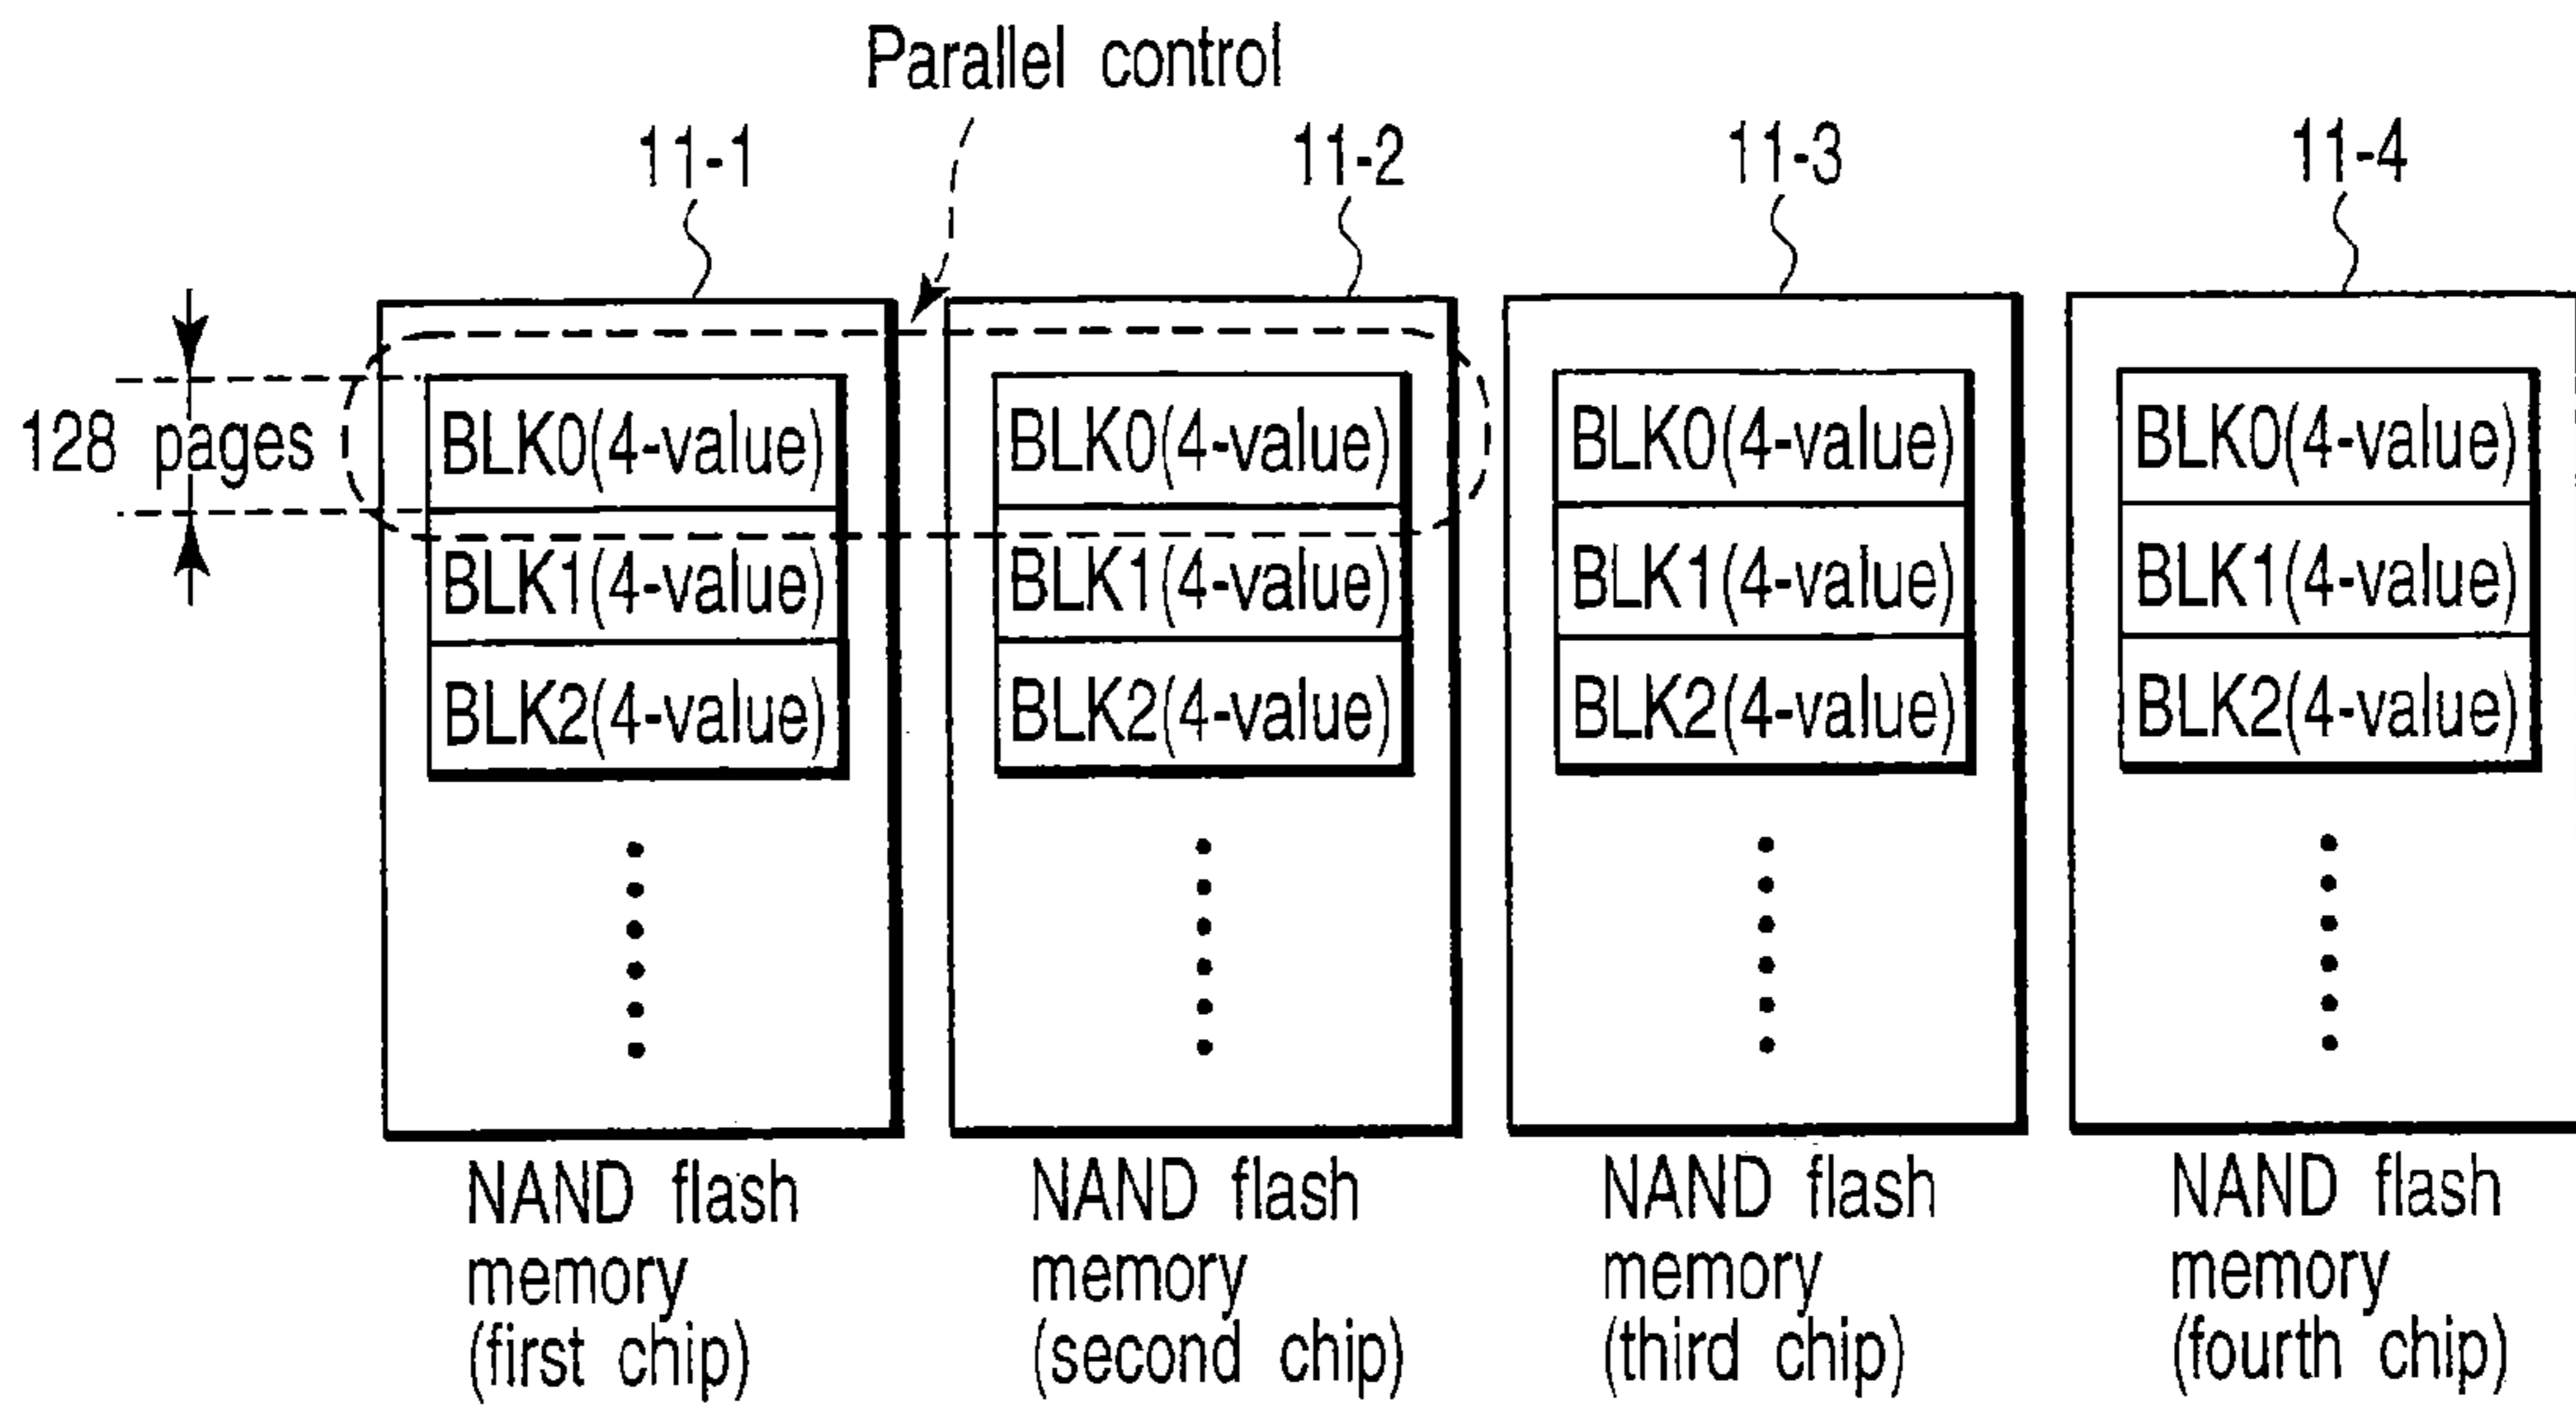 Parallel control
11-1
11-2
11-3
11-4
128 pages
BLK0(4-value)
BLK0(4-value)
BLK0(4-value)
BLK0(4-value)
BLK1(4-value)
BLK1(4-value)
BLK1(4-value)
BLK1(4-value)
BLK2(4-value)
BLK2(4-value)
BLK2(4-value)
BLK2(4-value)
NAND flash
memory
(first chip)
NAND flash
memory
(second chip)
NAND flash
memory
(third chip)
NAND flash
memory
(fourth chip)